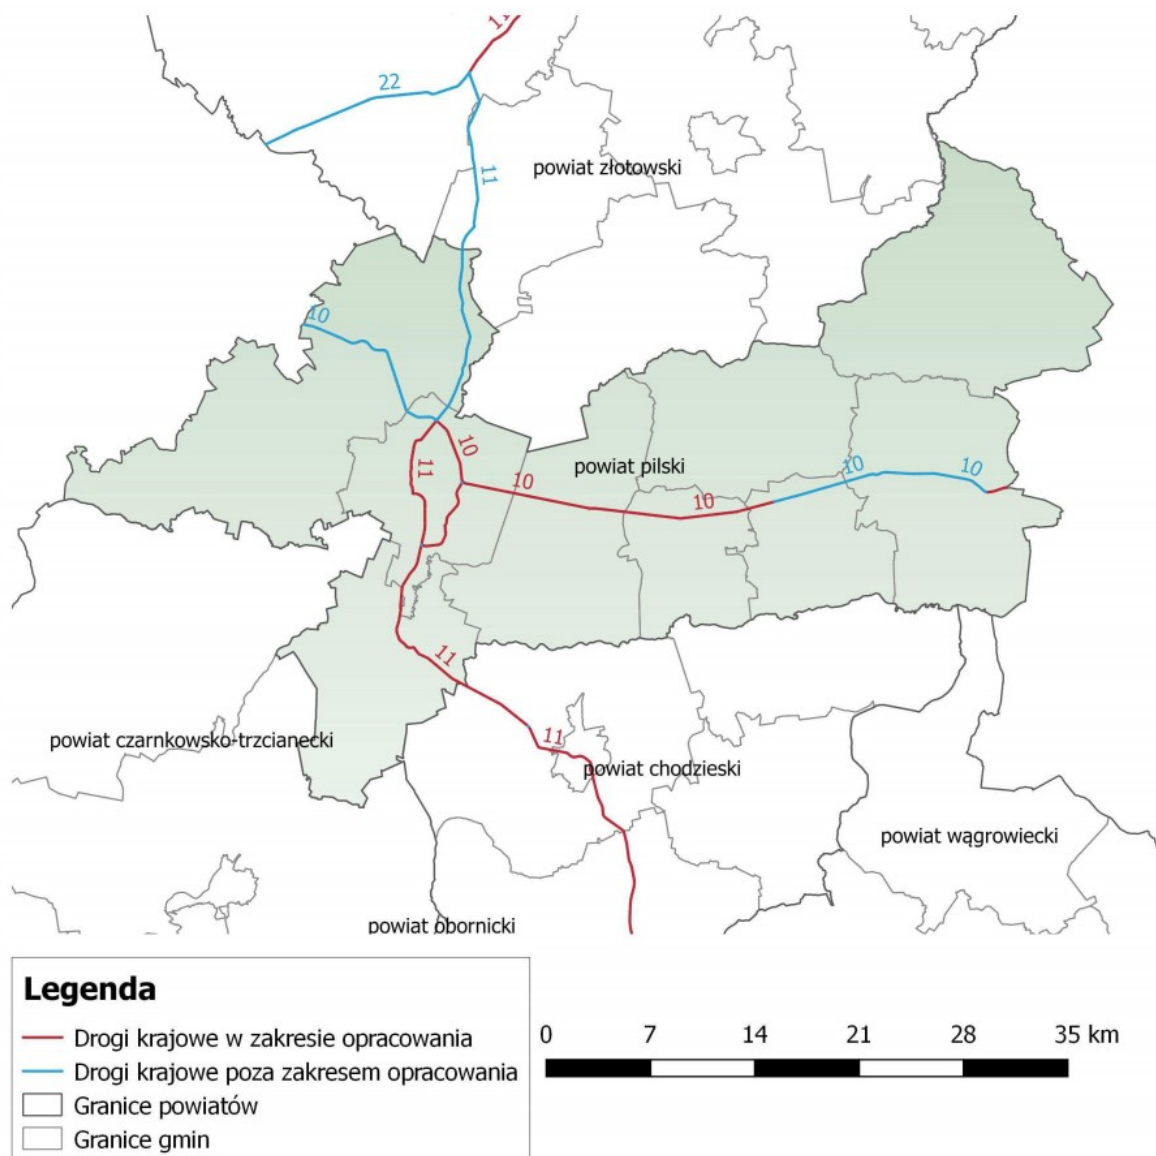 11
22
11
powiat złotowski
10
10
11
powiat pilski
10
10
10
10
11
powiat czarnkowsko-trzcianecki
11
powiat chodzieski
powiat wągrowiecki
powiat obornicki
Legenda
Drogi krajowe w zakresie opracowania
Drogi krajowe poza zakresem opracowania
Granice powiatów
Granice gmin
0 7 14 21 28 35 km